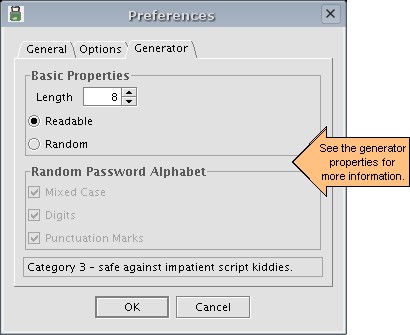 Preferences
General Options Generator
Basic Properties
Length 8
Readable
Random
See the generator
properties for
more information.
Random Password Alphabet
Mixed Case
Digits
Punctuation Marks
Category 3 – safe against impatient script kiddies.
OK Cancel